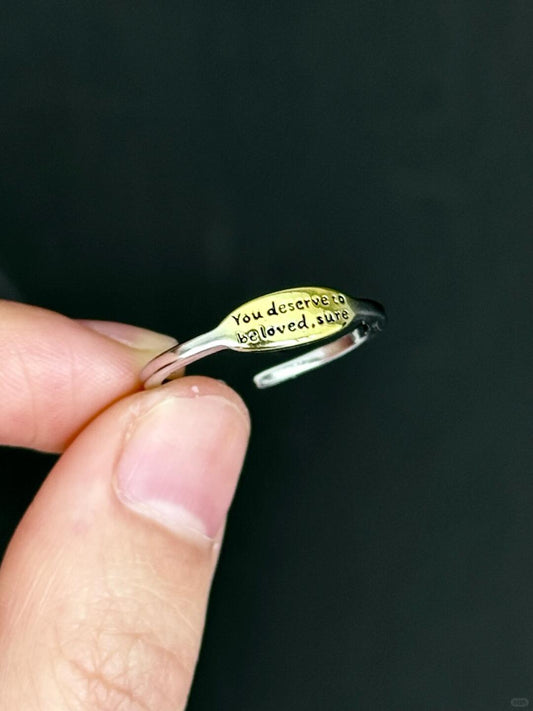 You deserve to
be loved, sure